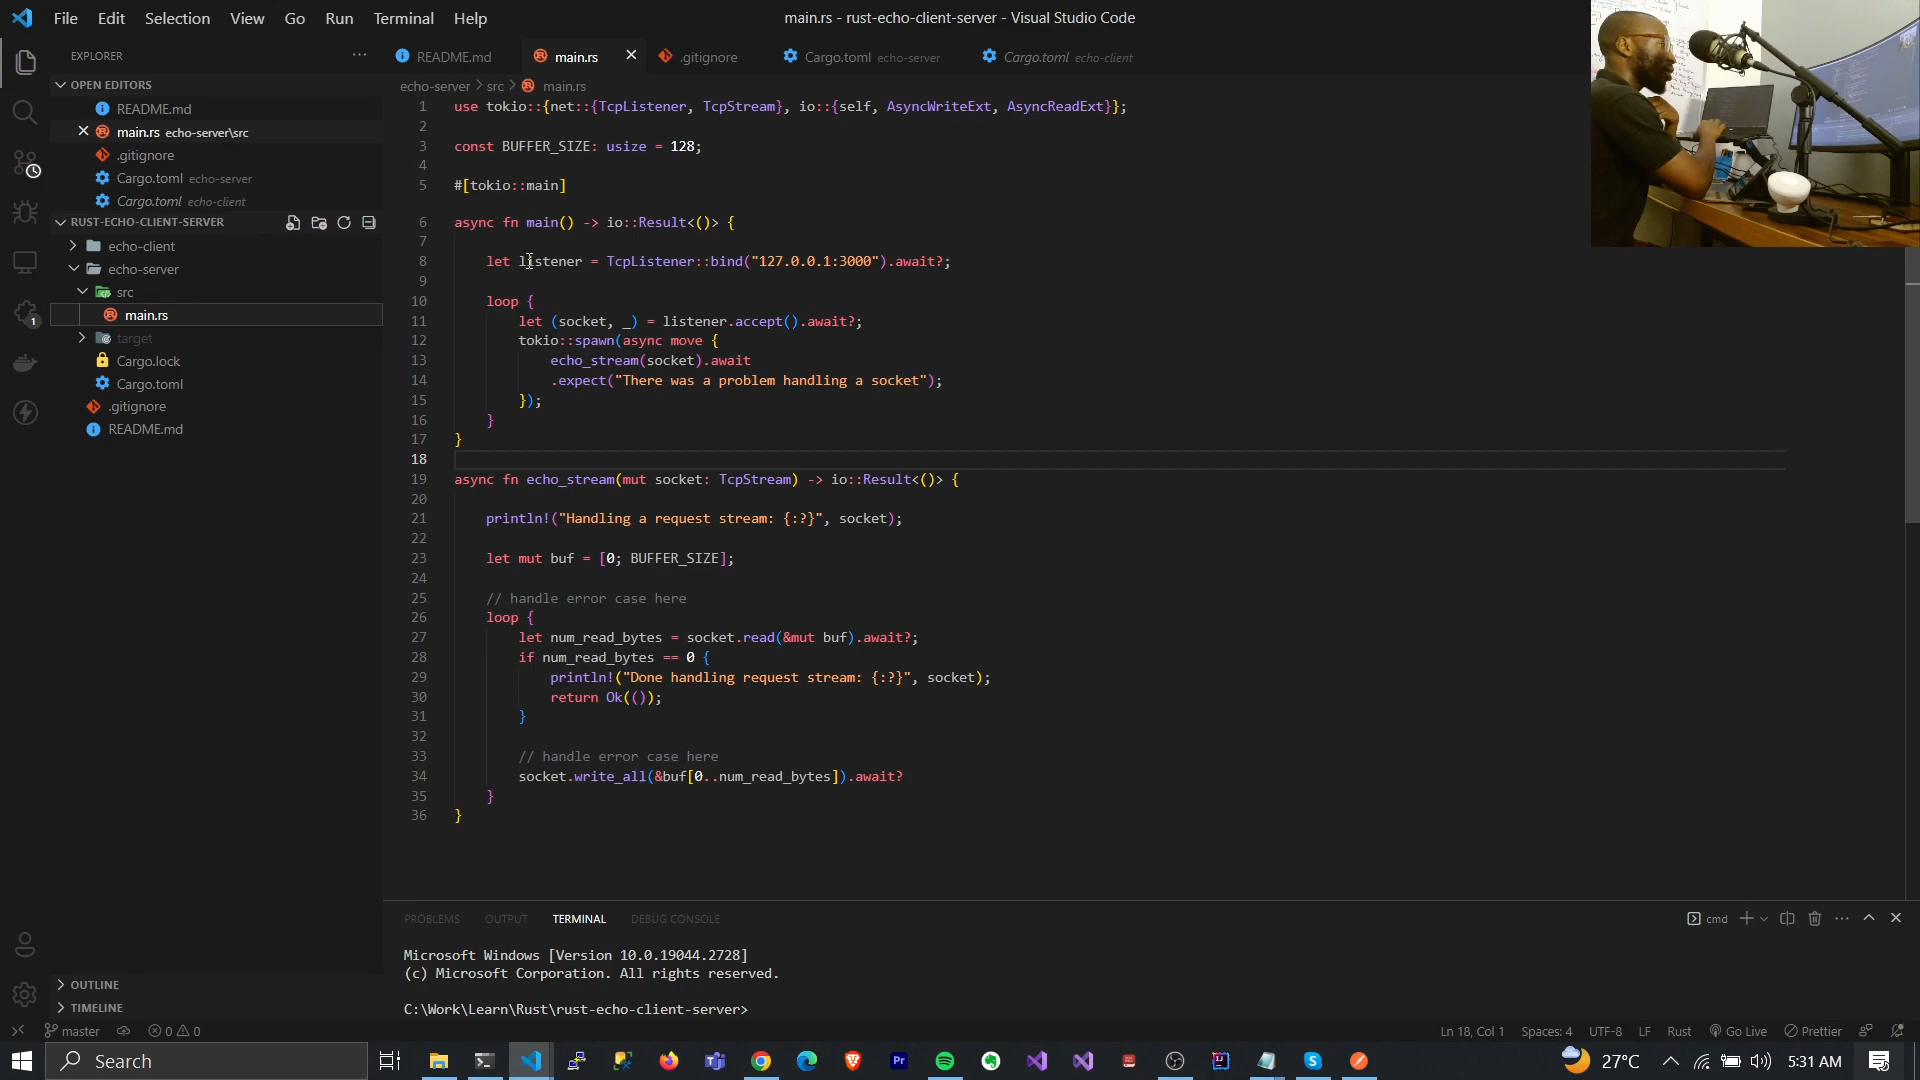 File Edit Selection View Go Run Terminal Help
main.rs - rust-echo-client-server - Visual Studio Code
EXPLORER
README.md
main.rs
.gitignore
Cargo.toml echo-server
Cargo.toml echo-client
OPEN EDITORS
README.md
main.rs echo-server\src
.gitignore
Cargo.toml echo-server
Cargo.toml echo-client
RUST-ECHO-CLIENT-SERVER
echo-client
echo-server
src
main.rs
target
Cargo.lock
Cargo.toml
.gitignore
README.md
OUTLINE
TIMELINE
echo-server > src > main.rs
1 use tokio::{net::{TcpListener, TcpStream}, io::{self, AsyncWriteExt, AsyncReadExt}};
2
3 const BUFFER_SIZE: usize = 128;
4
5 #[tokio::main]
6 async fn main() -> io::Result<()> {
7
8 let listener = TcpListener::bind("127.0.0.1:3000").await?;
9
10 loop {
11 let (socket, _) = listener.accept().await?;
12 tokio::spawn(async move {
13 echo_stream(socket).await
14 .expect("There was a problem handling a socket");
15 });
16 }
17 }
18
19 async fn echo_stream(mut socket: TcpStream) -> io::Result<()> {
20
21 println!("Handling a request stream: {:?}", socket);
22
23 let mut buf = [0; BUFFER_SIZE];
24
25 // handle error case here
26 loop {
27 let num_read_bytes = socket.read(&mut buf).await?;
28 if num_read_bytes == 0 {
29 println!("Done handling request stream: {:?}", socket);
30 return Ok(());
31 }
32
33 // handle error case here
34 socket.write_all(&buf[0..num_read_bytes]).await?
35 }
36 }
PROBLEMS OUTPUT TERMINAL DEBUG CONSOLE
cmd
Microsoft Windows [Version 10.0.19044.2728]
(c) Microsoft Corporation. All rights reserved.
C:\Work\Learn\Rust\rust-echo-client-server>
master 0 0
Ln 18, Col 1 Spaces: 4 UTF-8 LF Rust Go Live Prettier
Search
27°C 5:31 AM